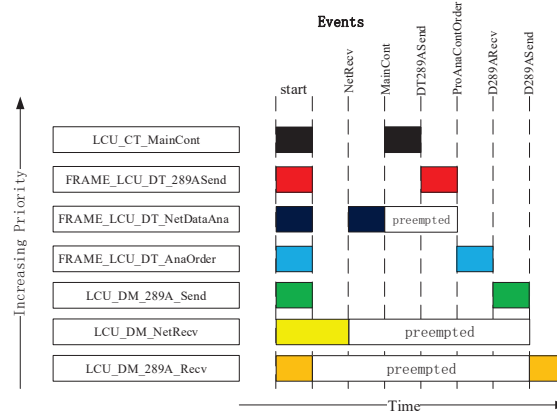 Events
start
NetRecv
MainCont
DT289ASend
ProAnaContOrder
D289ARecv
D289ASend
Increasing Priority
LCU_CT_MainCont
FRAME_LCU_DT_289ASend
FRAME_LCU_DT_NetDataAna
preempted
FRAME_LCU_DT_AnaOrder
LCU_DM_289A_Send
LCU_DM_NetRecv
preempted
LCU_DM_289A_Recv
preempted
Time